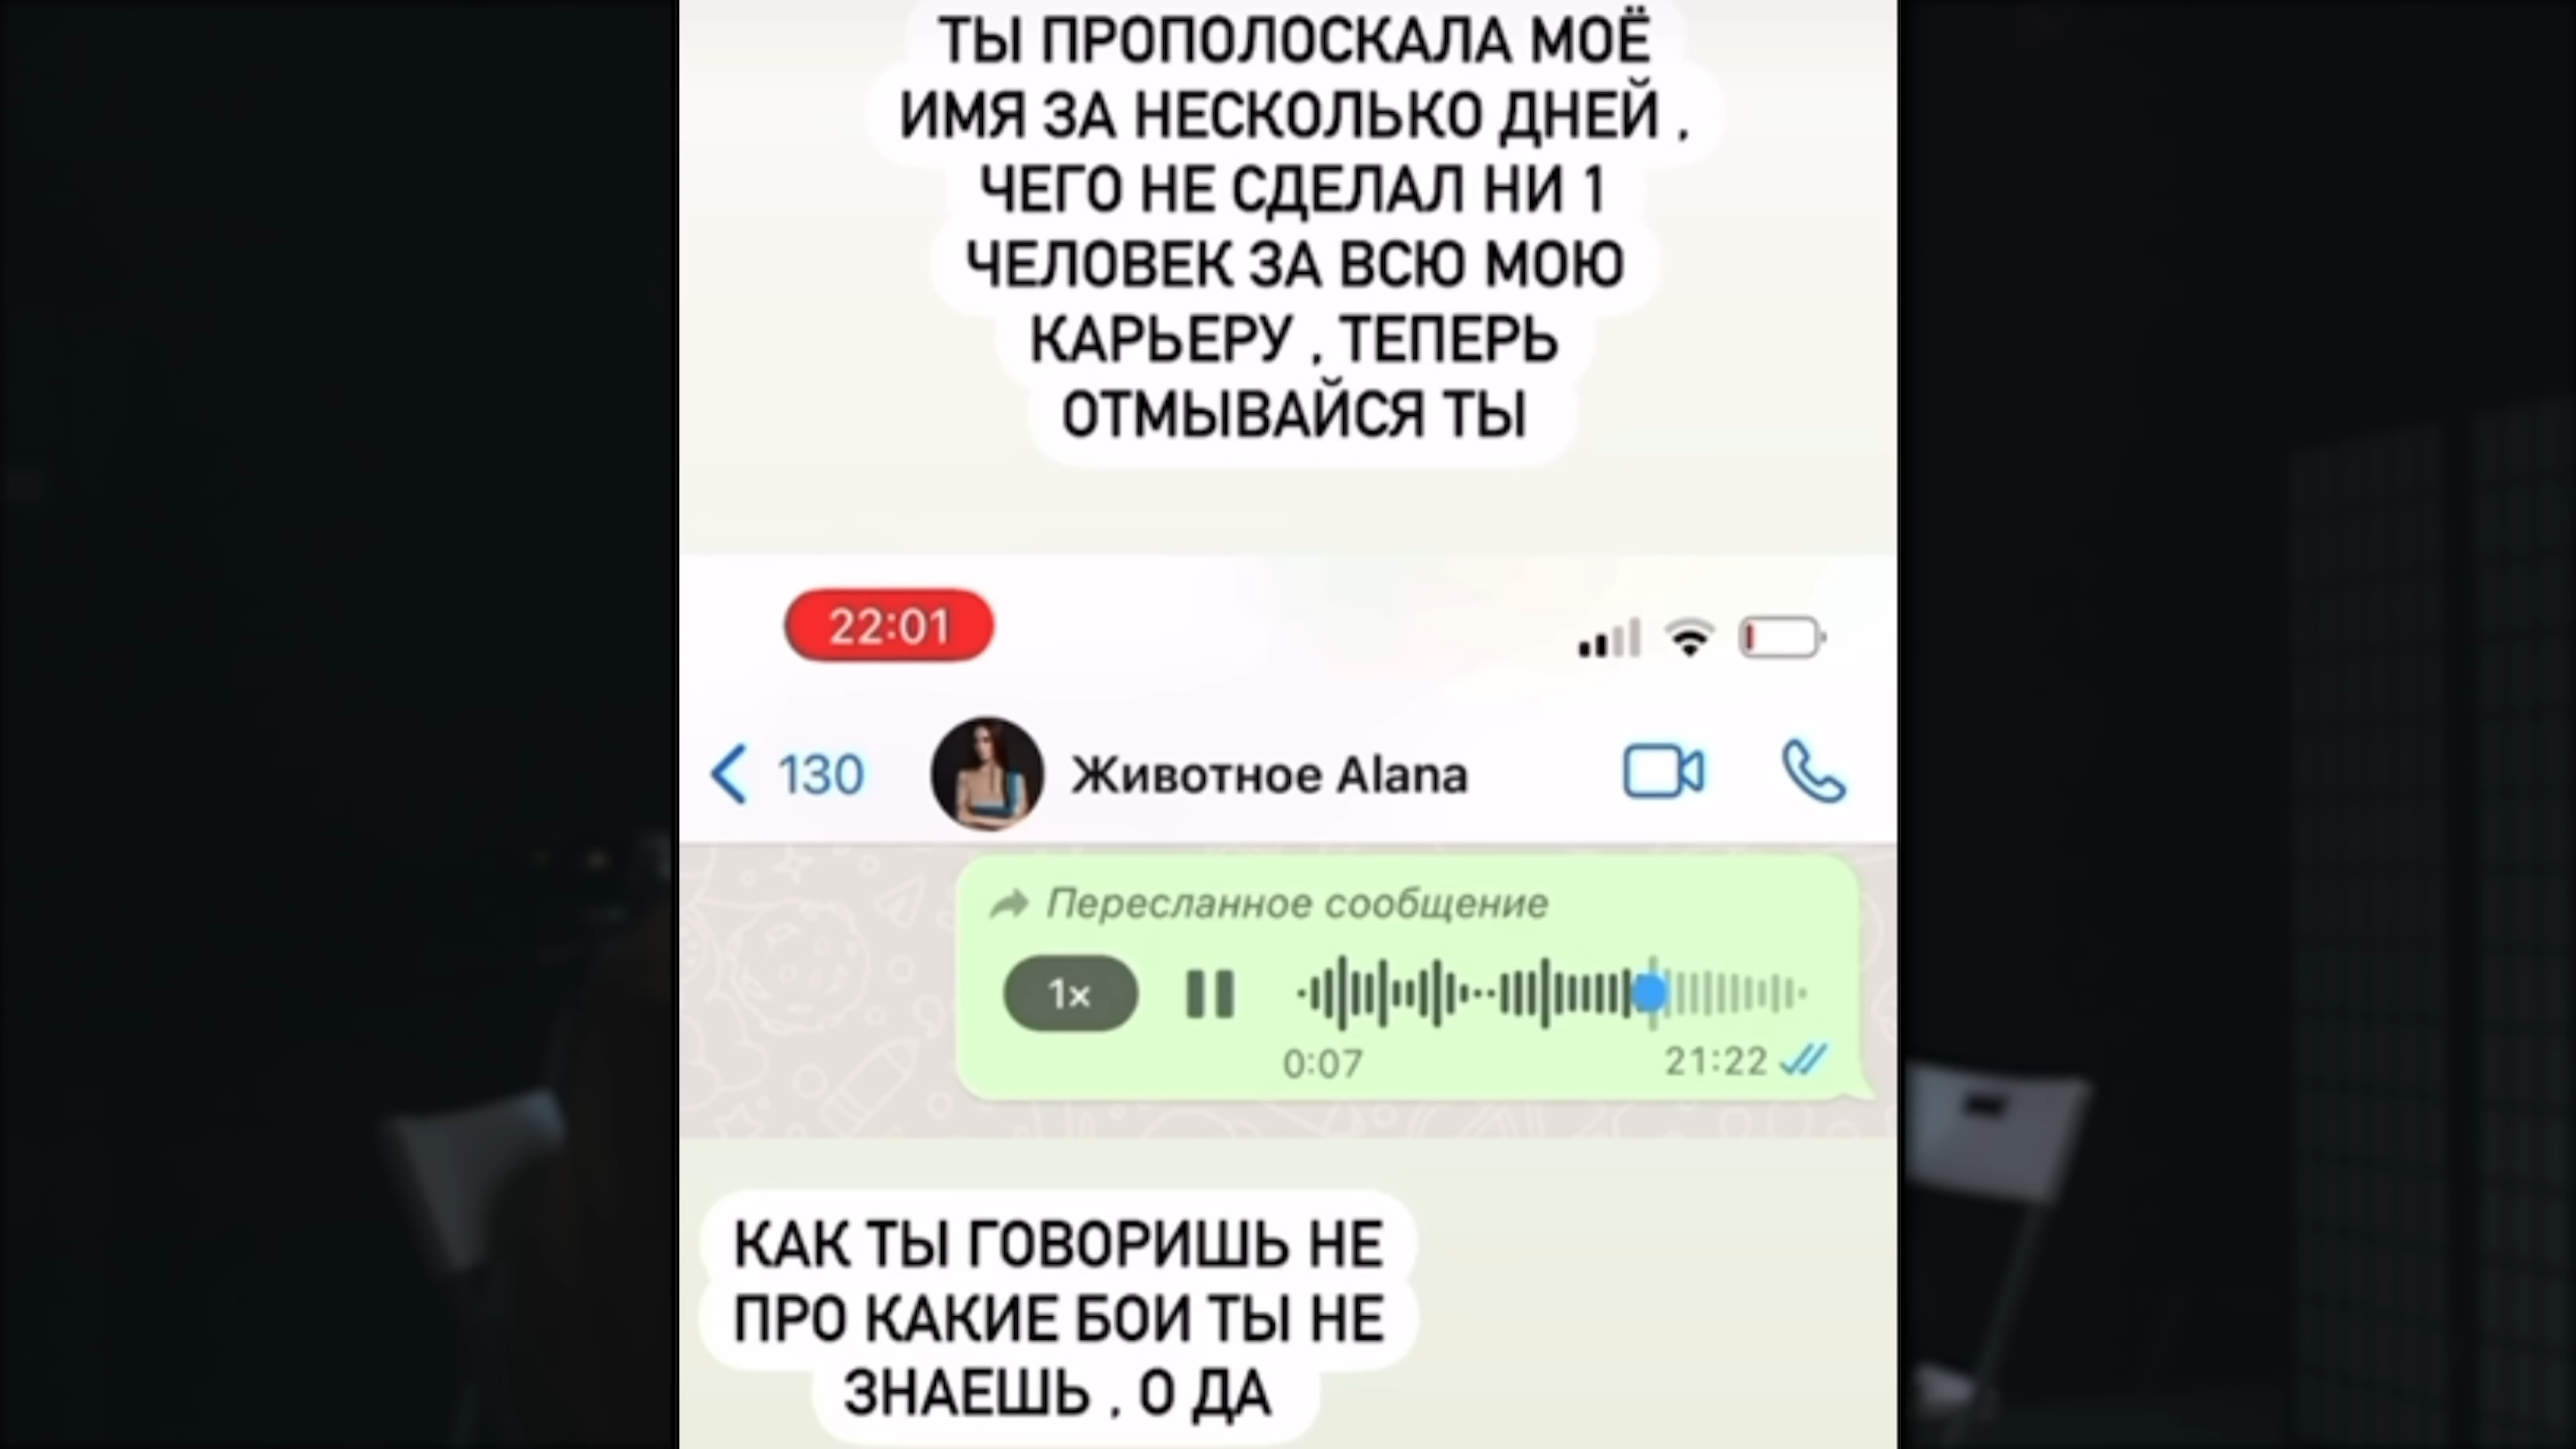 ТЫ ПРОПОЛОСКАЛА МОЁ
ИМЯ ЗА НЕСКОЛЬКО ДНЕЙ ,
ЧЕГО НЕ СДЕЛАЛ НИ 1
ЧЕЛОВЕК ЗА ВСЮ МОЮ
КАРЬЕРУ , ТЕПЕРЬ
ОТМЫВАЙСЯ ТЫ
22:01
130 Животное Alana
Пересланное сообщение
1×
0:07 21:22
КАК ТЫ ГОВОРИШЬ НЕ
ПРО КАКИЕ БОИ ТЫ НЕ
ЗНАЕШЬ , О ДА